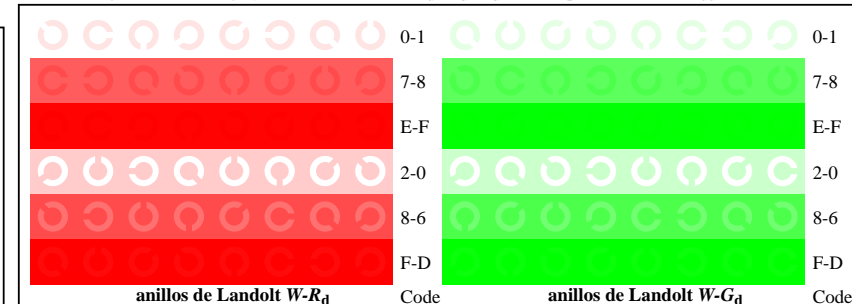 0-1 0-1
7-8 7-8
E-F E-F
2-0 2-0
8-6 8-6
F-D F-D
anillos de Landolt W-Rd Code anillos de Landolt W-Gd Code